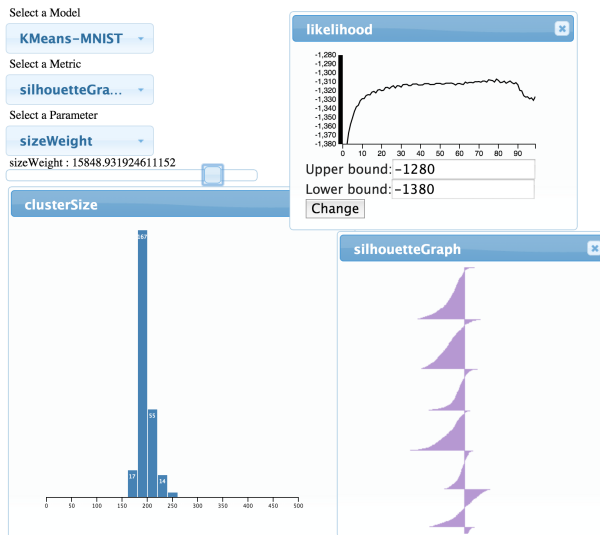 Select a Model
KMeans-MNIST
Select a Metric
silhouetteGra...
Select a Parameter
sizeWeight
sizeWeight : 15848.931924611152
likelihood
-1,280
-1,290
-1,300
-1,310
-1,320
-1,330
-1,340
-1,350
-1,360
-1,370
-1,380
0 10 20 30 40 50 60 70 80 90
Upper bound: -1280
Lower bound: -1380
Change
clusterSize
167
55
17
14
0 50 100 150 200 250 300 350 400 450 500
silhouetteGraph